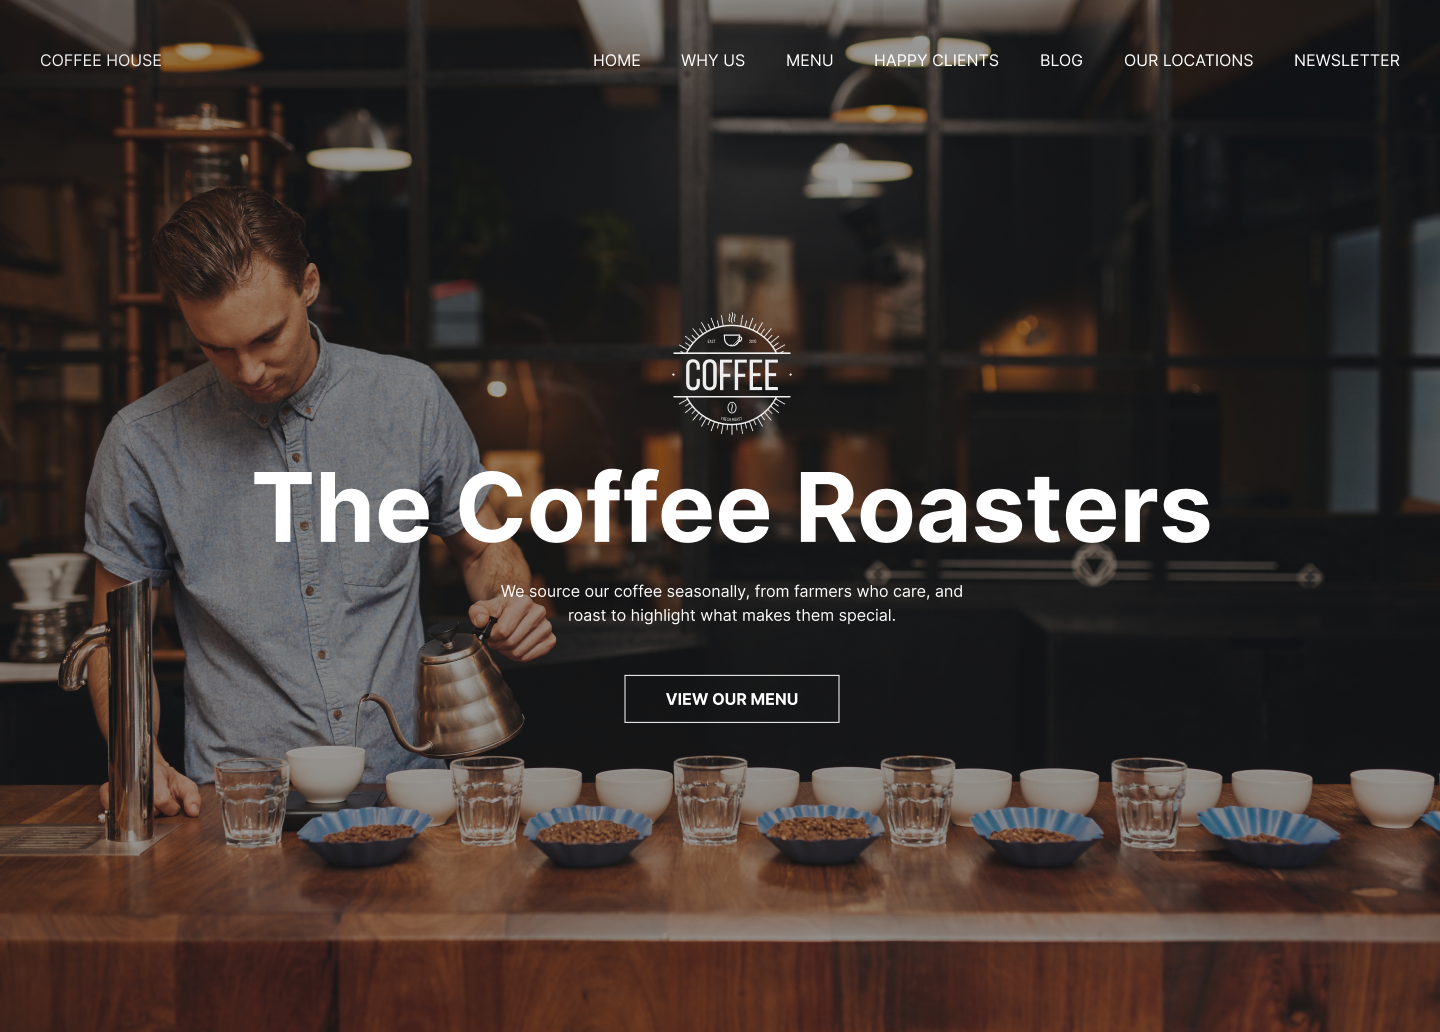 COFFEE HOUSE
HOME WHY US MENU HAPPY CLIENTS BLOG OUR LOCATIONS NEWSLETTER
COFFEE
The Coffee Roasters
We source our coffee seasonally, from farmers who care, and
roast to highlight what makes them special.
VIEW OUR MENU